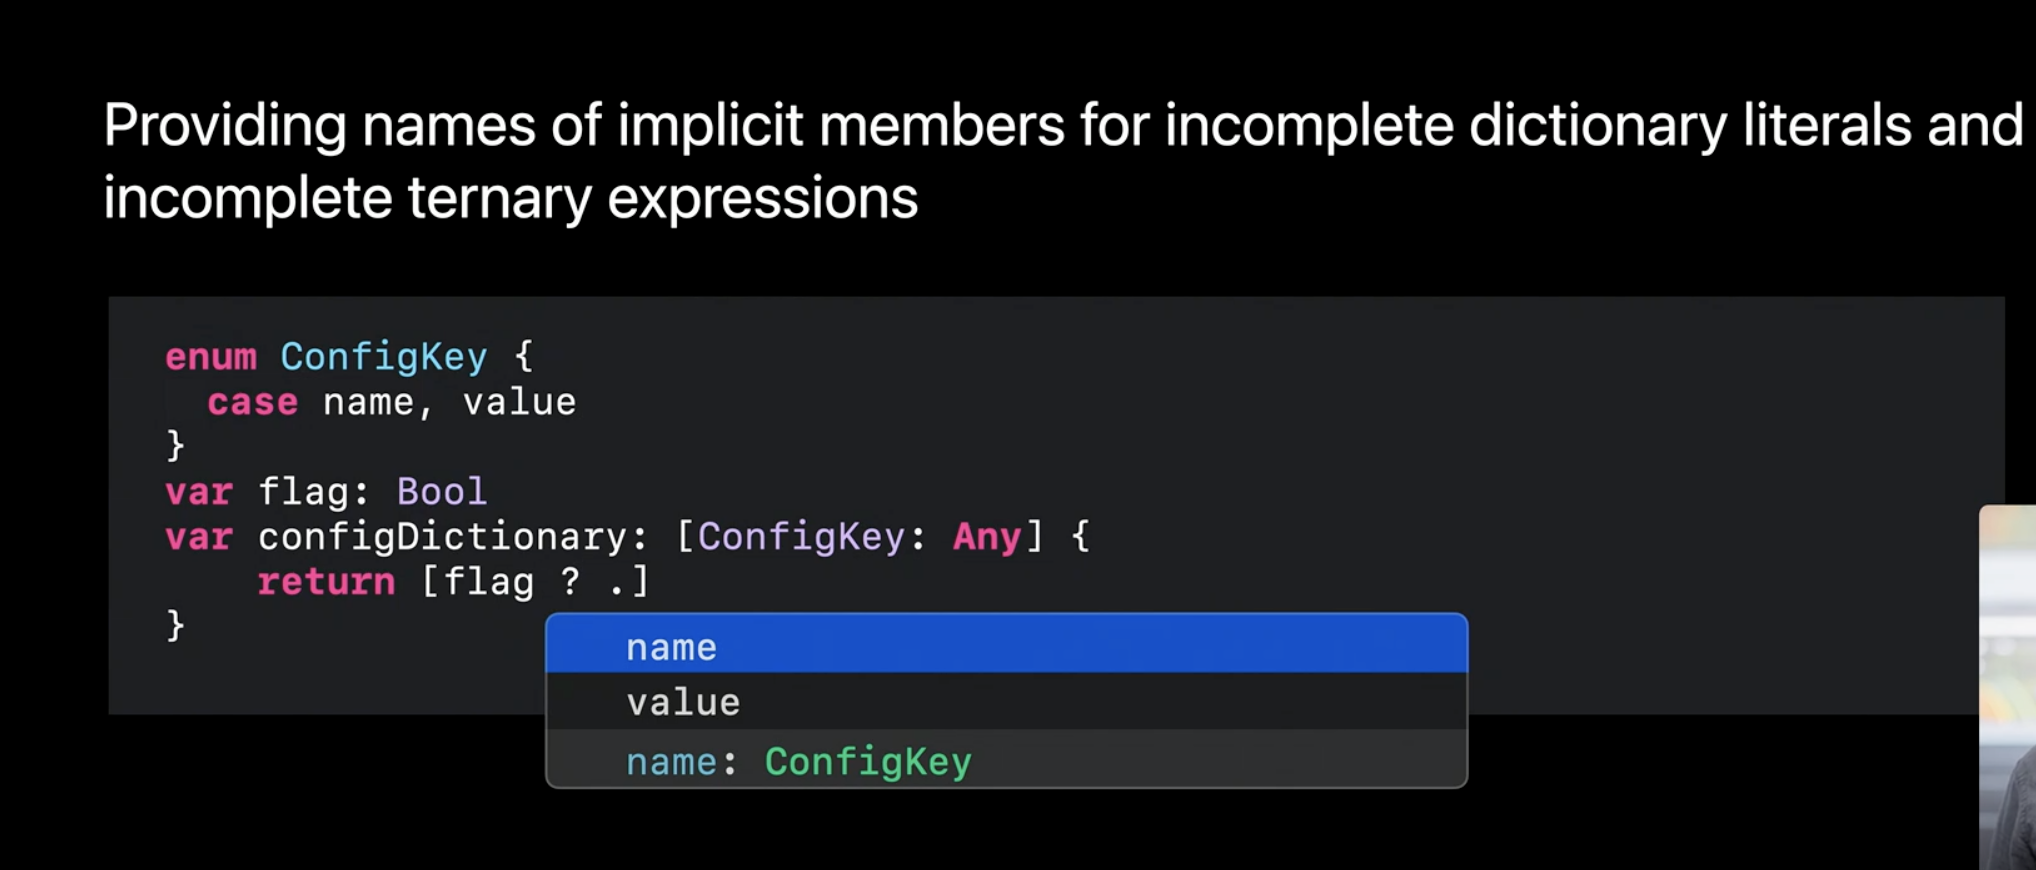 Providing names of implicit members for incomplete dictionary literals and
incomplete ternary expressions
enum ConfigKey {
  case name, value
}
var flag: Bool
var configDictionary: [ConfigKey: Any] {
    return [flag ? .]
}
name
value
name: ConfigKey